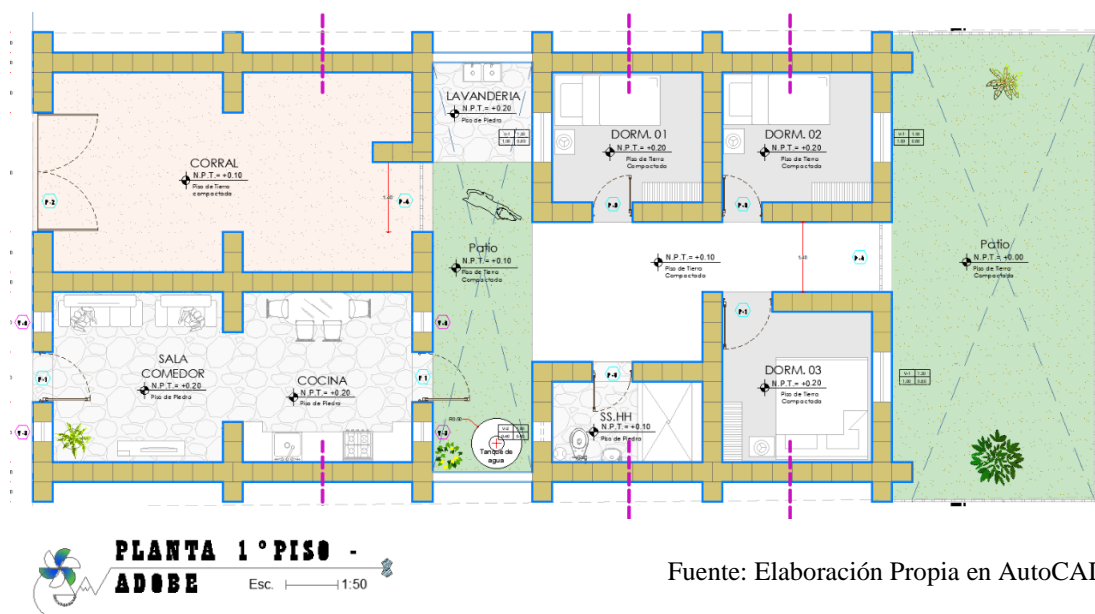 LAVANDERIA
N.P.T.= +0.20
Piso de Piedra
DORM. 01
N.P.T.= +0.20
Piso de Tierra
Compactada
DORM. 02
N.P.T.= +0.20
Piso de Tierra
Compactada
CORRAL
N.P.T.= +0.10
Piso de Tierra
compactada
P-2
P-4
P-1
Patio
N.P.T.= +0.10
Piso de Tierra
Compactada
N.P.T.= +0.10
Piso de Tierra
Compactada
Patio
N.P.T.= +0.00
Piso de Tierra
Compactada
SALA
COMEDOR
N.P.T.= +0.20
Piso de Piedra
COCINA
N.P.T.= +0.20
Piso de Piedra
DORM. 03
N.P.T.= +0.20
Piso de Tierra
Compactada
SS.HH
N.P.T.= +0.10
Piso de Piedra
Tanque de
agua
PLANTA 1°PISO -
ADOBE
Esc.
1:50
Fuente: Elaboración Propia en AutoCAD